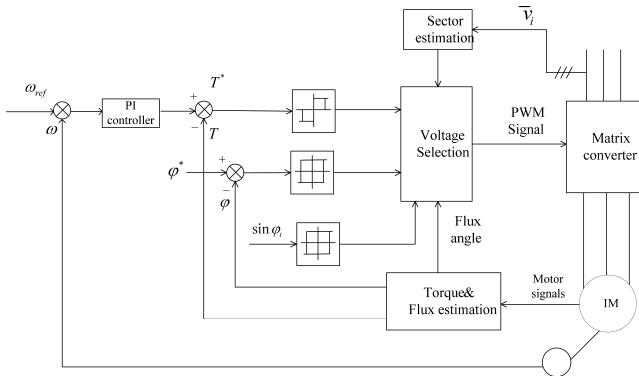 Sector
estimation
v̄ᵢ
ω_ref
ω
PI
controller
+
−
T*
T
φ*
+
−
φ
sin φᵢ
Voltage
Selection
PWM
Signal
Matrix
converter
Flux
angle
Torque&
Flux estimation
Motor
signals
IM